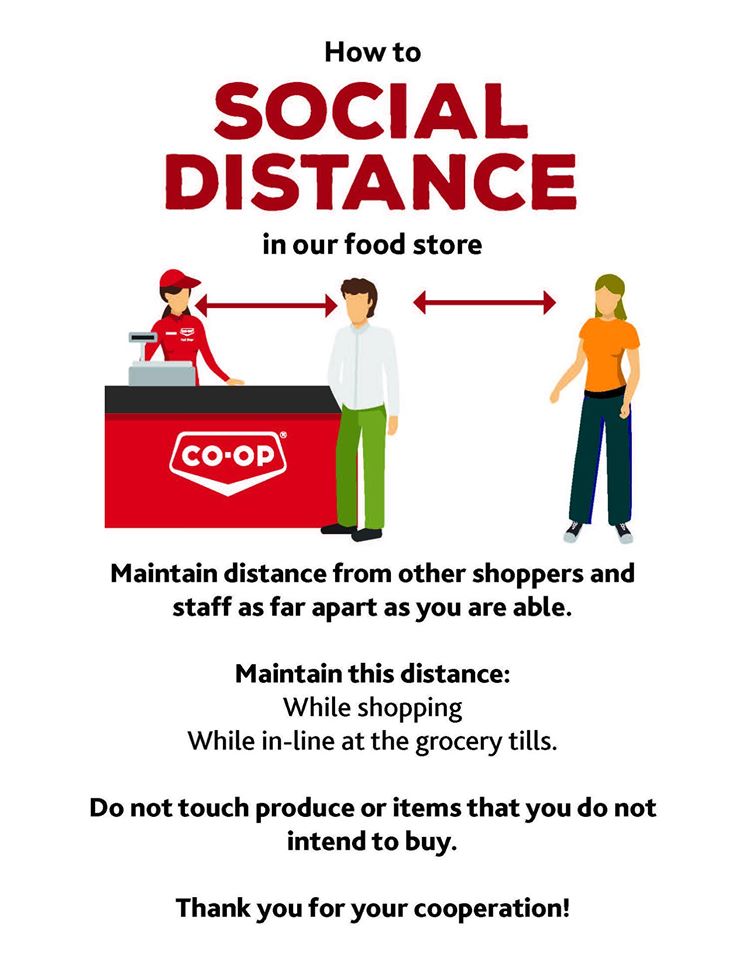 How to
SOCIAL
DISTANCE
in our food store
CO-OP
CO-OP®
Maintain distance from other shoppers and
staff as far apart as you are able.
Maintain this distance:
While shopping
While in-line at the grocery tills.
Do not touch produce or items that you do not
intend to buy.
Thank you for your cooperation!